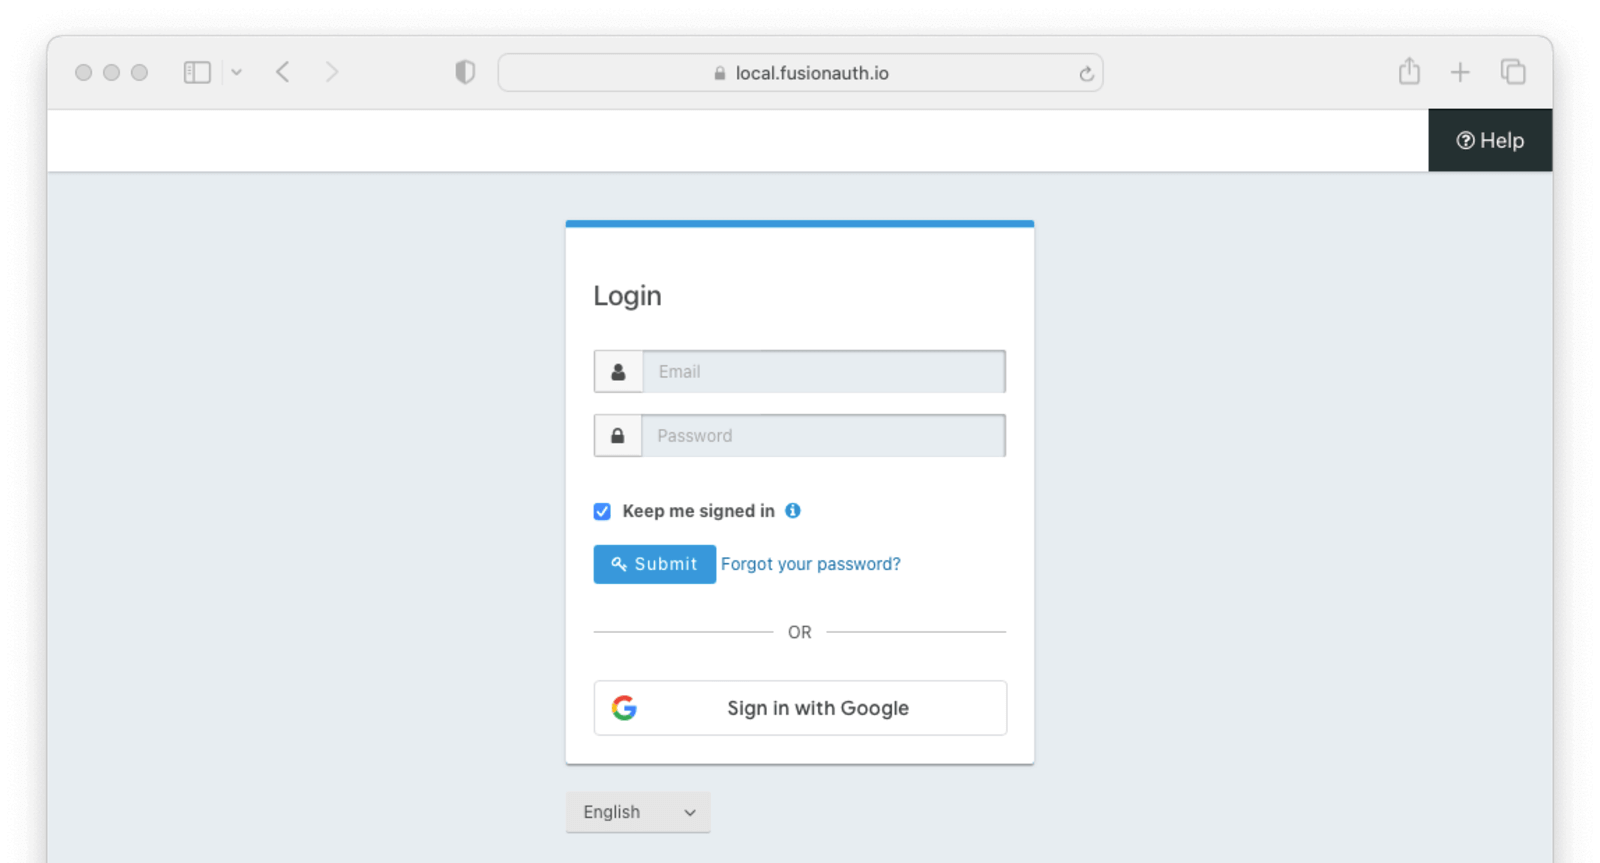 local.fusionauth.io
Help
Login
Email
Password
Keep me signed in
Submit Forgot your password?
OR
Sign in with Google
English